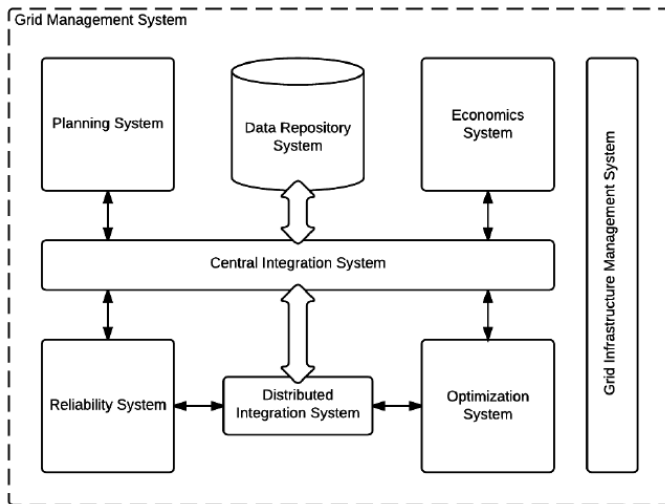 Grid Management System
Planning System
Data Repository
System
Economics
System
Grid Infrastructure Management System
Central Integration System
Reliability System
Distributed
Integration System
Optimization
System